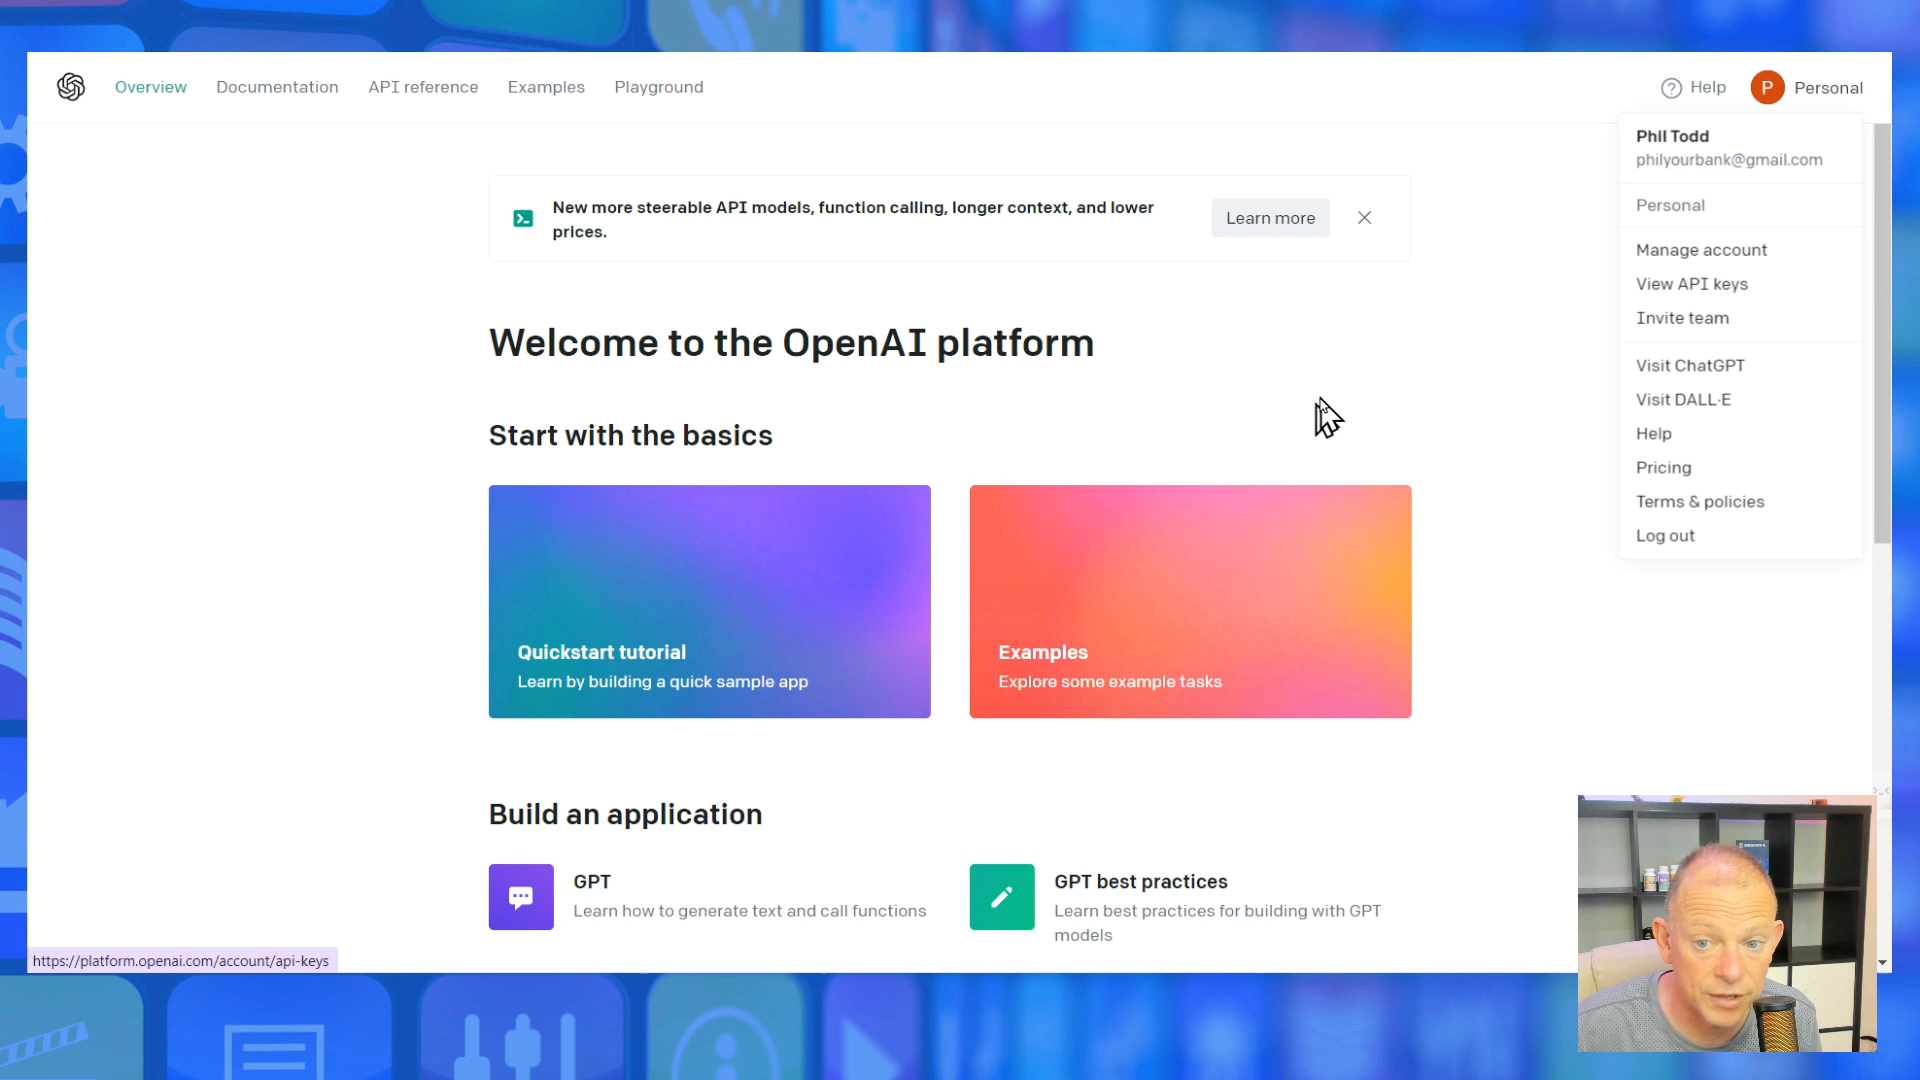 Overview
Documentation
API reference
Examples
Playground
Help
P
Personal
Phil Todd
philyourbank@gmail.com
Personal
Manage account
View API keys
Invite team
Visit ChatGPT
Visit DALL·E
Help
Pricing
Terms & policies
Log out
New more steerable API models, function calling, longer context, and lower
prices.
Learn more
Welcome to the OpenAI platform
Start with the basics
Quickstart tutorial
Learn by building a quick sample app
Examples
Explore some example tasks
Build an application
GPT
Learn how to generate text and call functions
GPT best practices
Learn best practices for building with GPT
models
https://platform.openai.com/account/api-keys